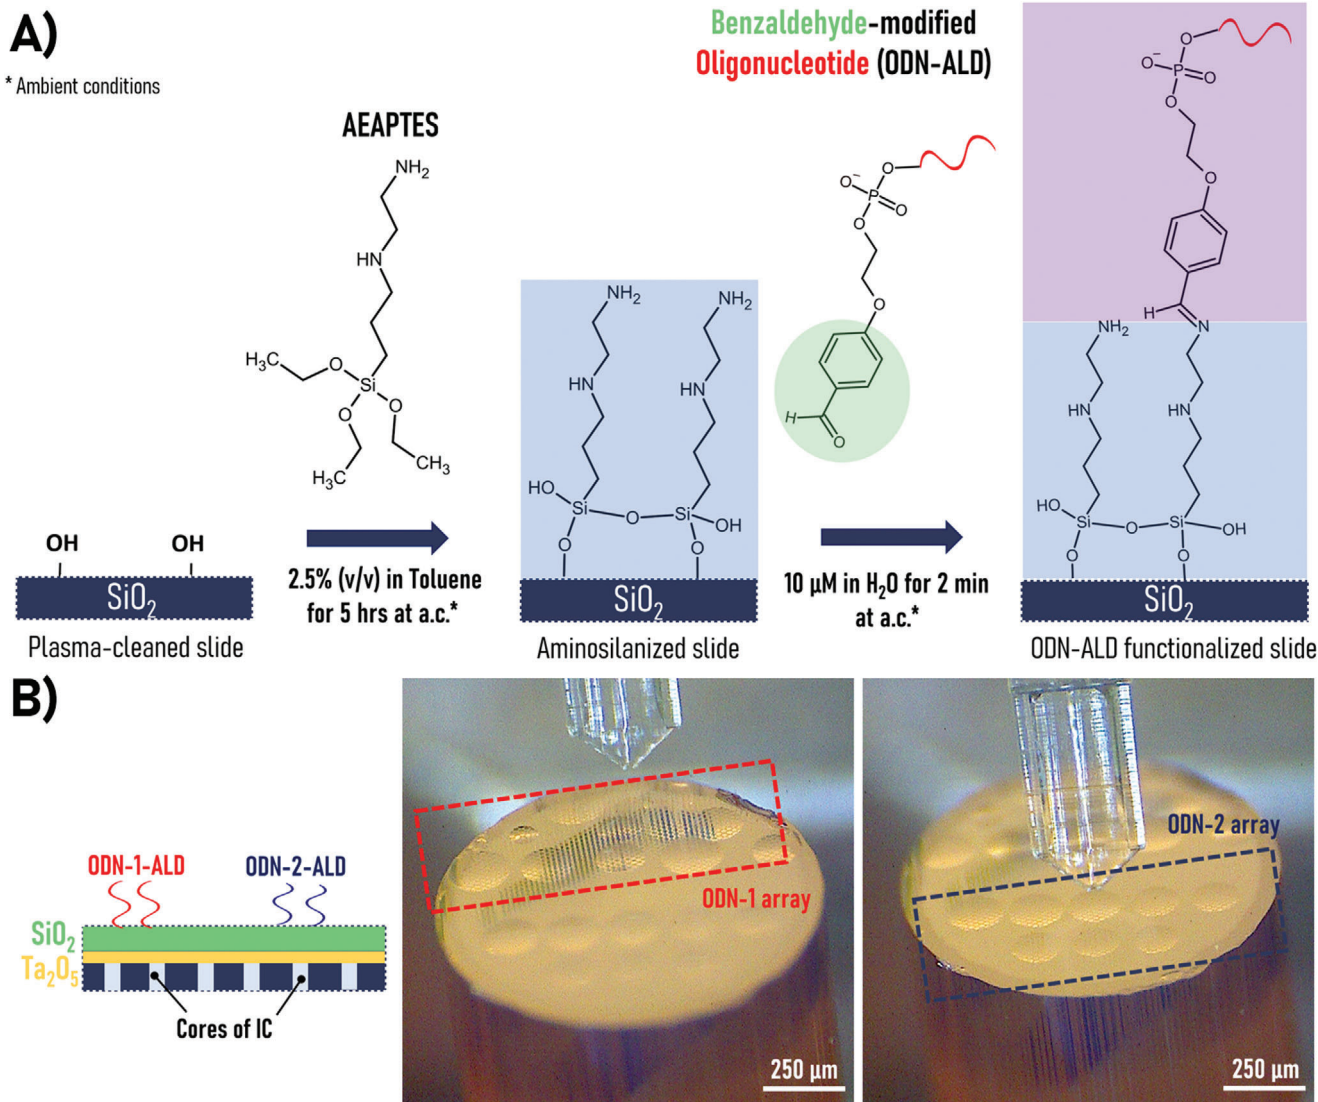 A)
* Ambient conditions
AEAPTES
NH2
HN
H3C
O
Si
O
O
H3C
CH3
OH
OH
SiO2
Plasma-cleaned slide
2.5% (v/v) in Toluene
for 5 hrs at a.c.*
NH2
NH2
HN
HN
HO
Si
O
Si
OH
O
O
SiO2
Aminosilanized slide
Benzaldehyde-modified
Oligonucleotide (ODN-ALD)
O
O−
P
O
O
O
H
O
10 µM in H2O for 2 min
at a.c.*
O
O−
P
O
O
O
H
N
NH2
HN
HN
HO
Si
O
Si
OH
O
O
SiO2
ODN-ALD functionalized slide
B)
ODN-1-ALD
ODN-2-ALD
SiO2
Ta2O5
Cores of IC
ODN-1 array
250 µm
ODN-2 array
250 µm